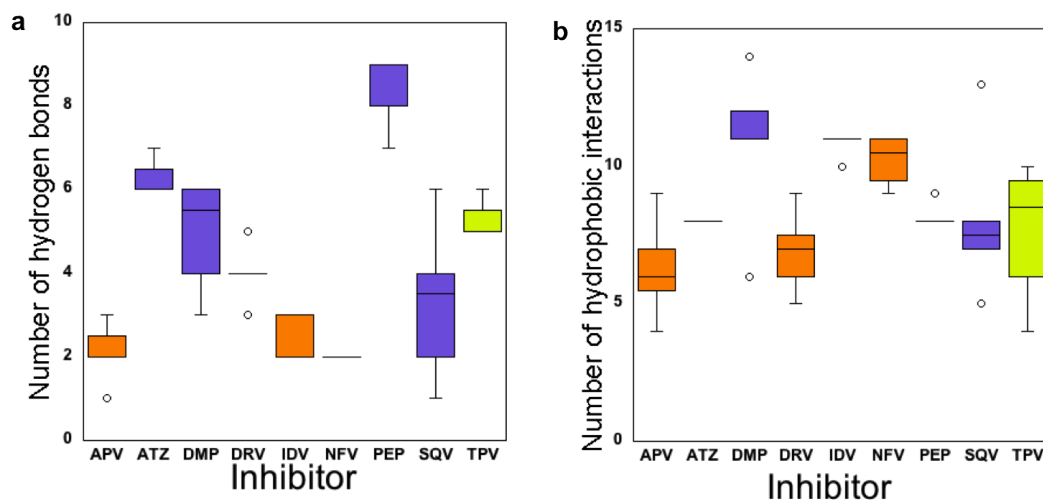 a
Number of hydrogen bonds
10
8
6
4
2
0
APV ATZ DMP DRV IDV NFV PEP SQV TPV
Inhibitor
b
Number of hydrophobic interactions
15
10
5
0
APV ATZ DMP DRV IDV NFV PEP SQV TPV
Inhibitor